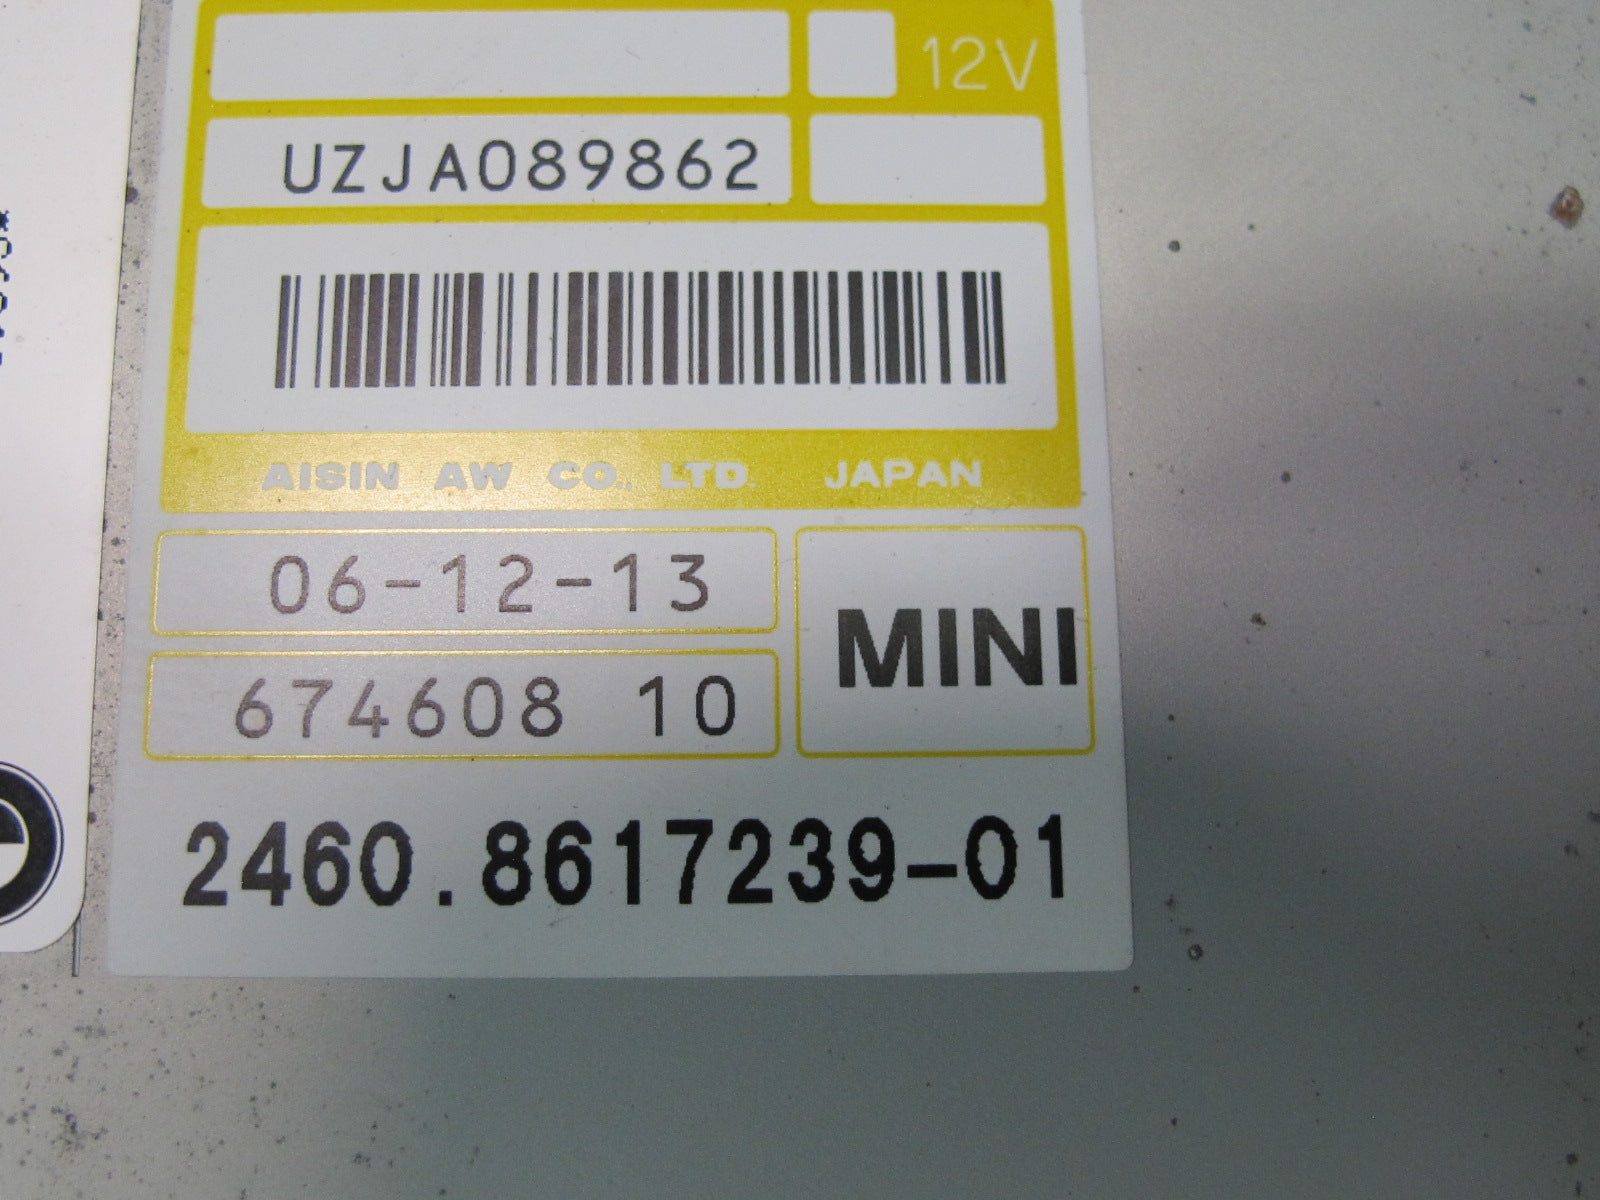 12V
UZJA089862
AISIN AW CO., LTD. JAPAN
06-12-13
MINI
674608 10
2460.8617239-01